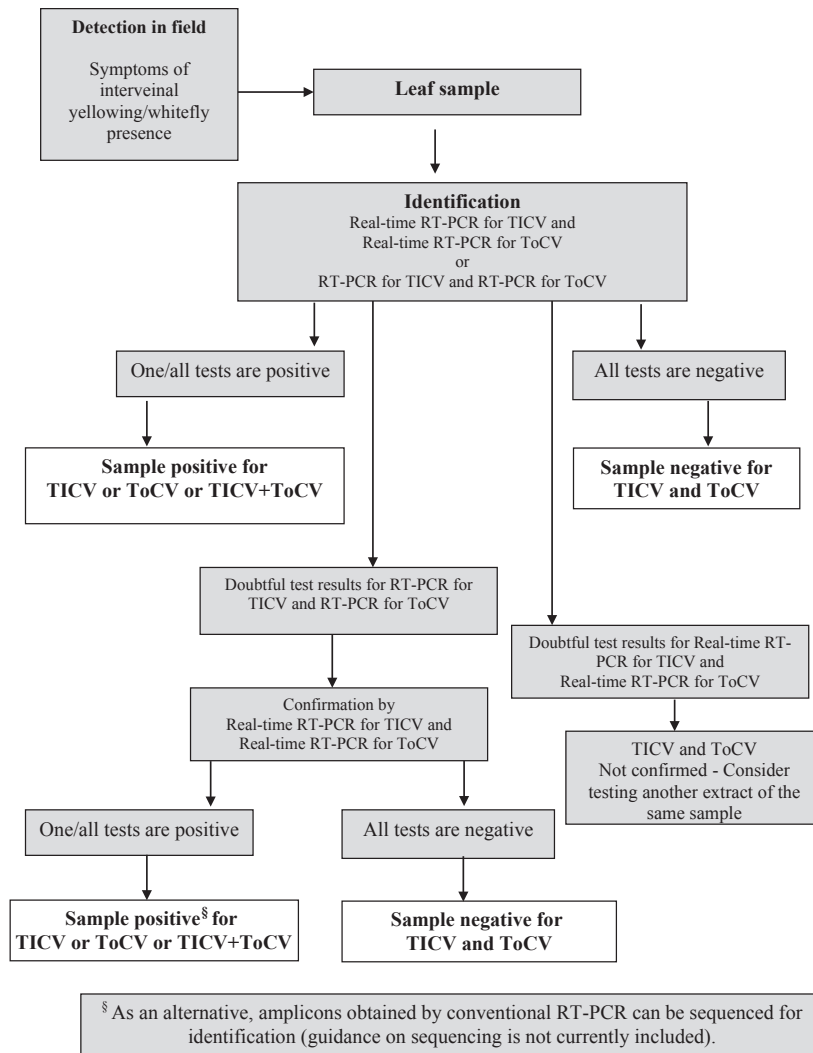 Detection in field
Symptoms of
interveinal
yellowing/whitefly
presence
Leaf sample
Identification
Real-time RT-PCR for TICV and
Real-time RT-PCR for ToCV
or
RT-PCR for TICV and RT-PCR for ToCV
One/all tests are positive
All tests are negative
Sample positive for
TICV or ToCV or TICV+ToCV
Sample negative for
TICV and ToCV
Doubtful test results for RT-PCR for
TICV and RT-PCR for ToCV
Doubtful test results for Real-time RT-
PCR for TICV and
Real-time RT-PCR for ToCV
Confirmation by
Real-time RT-PCR for TICV and
Real-time RT-PCR for ToCV
TICV and ToCV
Not confirmed - Consider
testing another extract of the
same sample
One/all tests are positive
All tests are negative
Sample positive§ for
TICV or ToCV or TICV+ToCV
Sample negative for
TICV and ToCV
§ As an alternative, amplicons obtained by conventional RT-PCR can be sequenced for
identification (guidance on sequencing is not currently included).